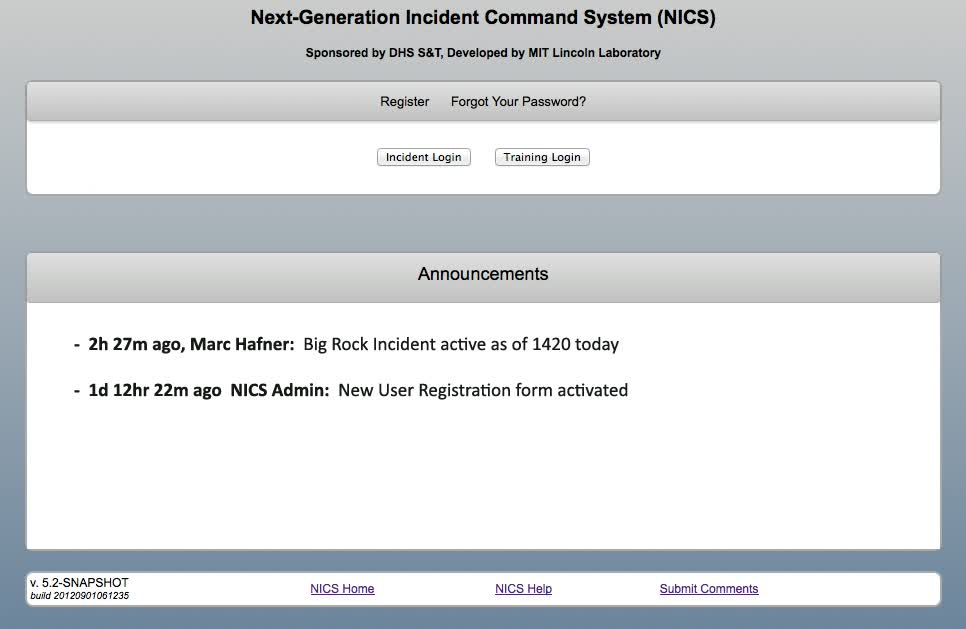 Next-Generation Incident Command System (NICS)
Sponsored by DHS S&T, Developed by MIT Lincoln Laboratory
Register Forgot Your Password?
Incident Login Training Login
Announcements
- 2h 27m ago, Marc Hafner: Big Rock Incident active as of 1420 today
- 1d 12hr 22m ago NICS Admin: New User Registration form activated
v. 5.2-SNAPSHOT
build 20120901061235
NICS Home NICS Help Submit Comments